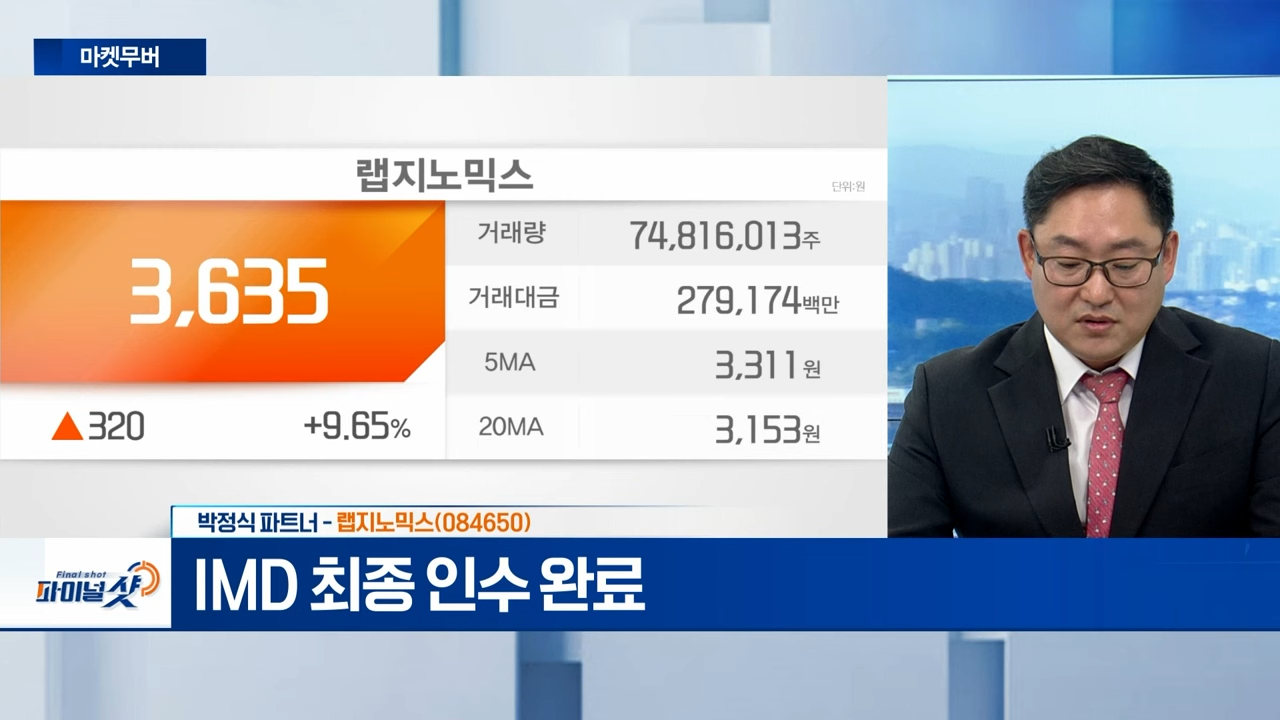 마켓무버
랩지노믹스
단위:원
3,635
▲320 +9.65%
거래량 74,816,013주
거래대금 279,174백만
5MA 3,311원
20MA 3,153원
박정식 파트너 - 랩지노믹스(084650)
Final shot
파이널샷
IMD 최종 인수 완료